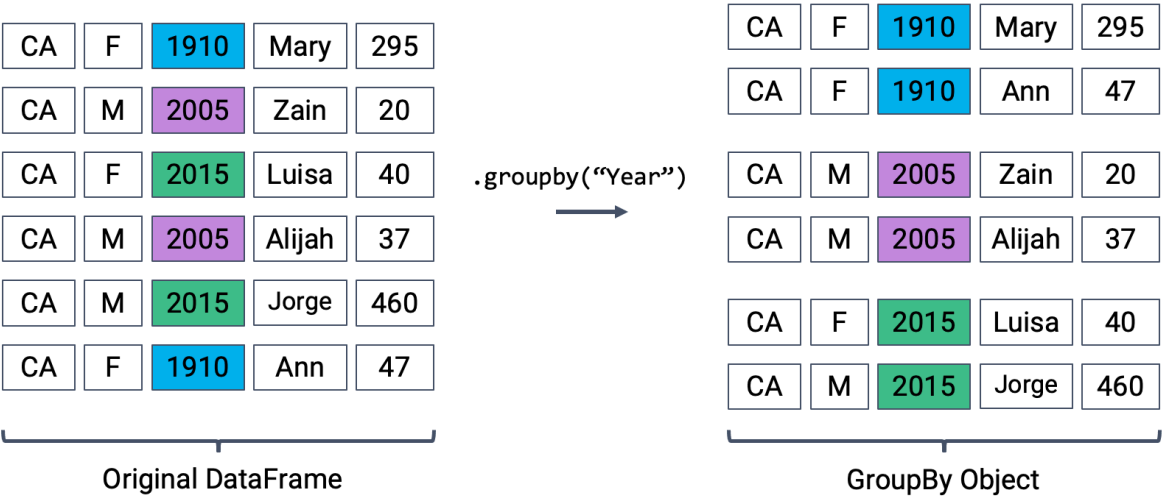 CA F 1910 Mary 295
CA M 2005 Zain 20
CA F 2015 Luisa 40
CA M 2005 Alijah 37
CA M 2015 Jorge 460
CA F 1910 Ann 47
Original DataFrame
.groupby(“Year”)
CA F 1910 Mary 295
CA F 1910 Ann 47
CA M 2005 Zain 20
CA M 2005 Alijah 37
CA F 2015 Luisa 40
CA M 2015 Jorge 460
GroupBy Object